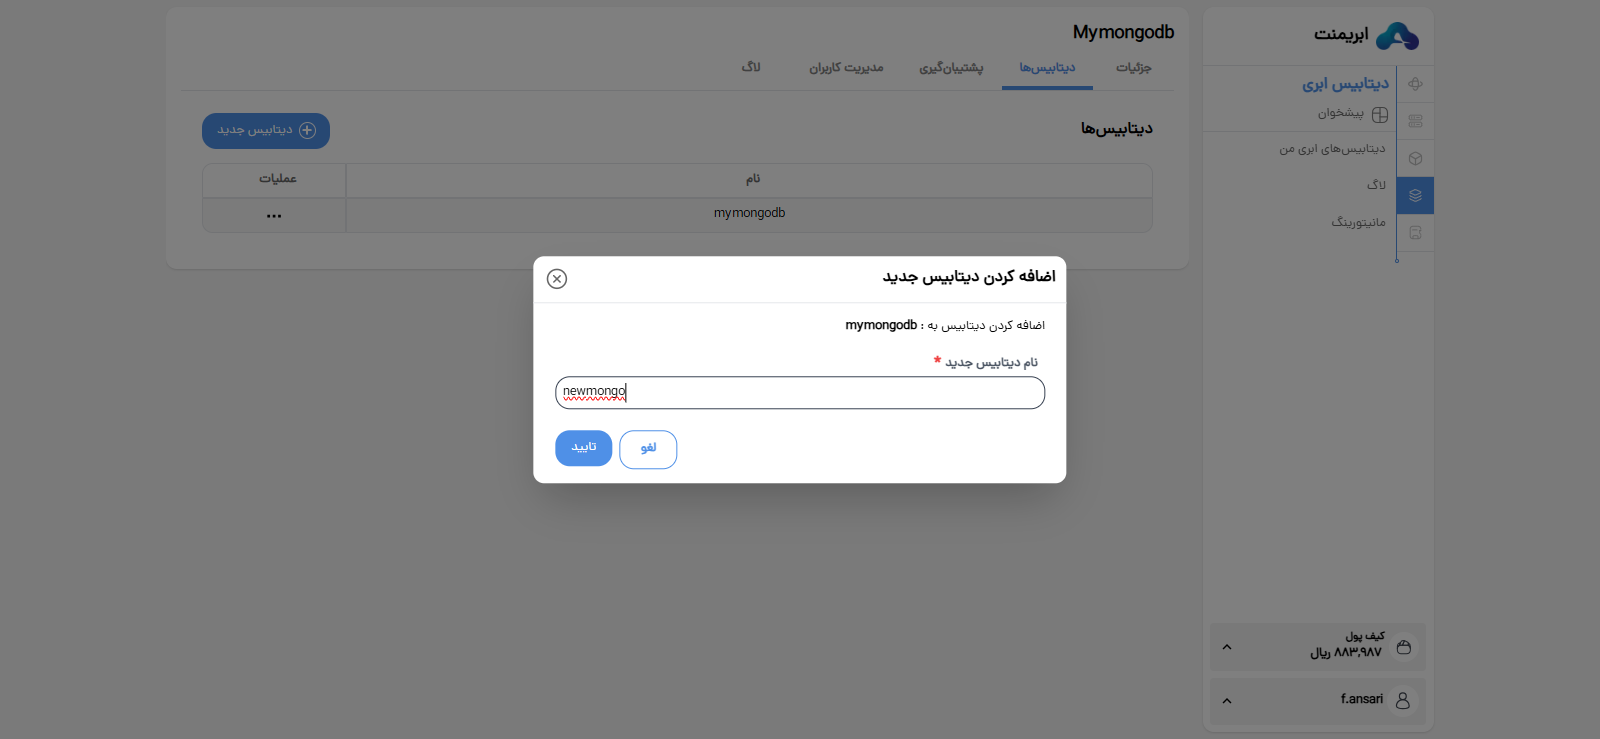 ابریمنت
دیتابیس ابری
پیشخوان
دیتابیس‌های ابری من
لاگ
مانیتورینگ
کیف پول
۸۸۳,۹۸۷ ریال
f.ansari
Mymongodb
جزئیات
دیتابیس‌ها
پشتیبان‌گیری
مدیریت کاربران
لاگ
دیتابیس‌ها
دیتابیس جدید
نام
عملیات
mymongodb
اضافه کردن دیتابیس جدید
اضافه کردن دیتابیس به : mymongodb
نام دیتابیس جدید *
newmongo
لغو
تایید